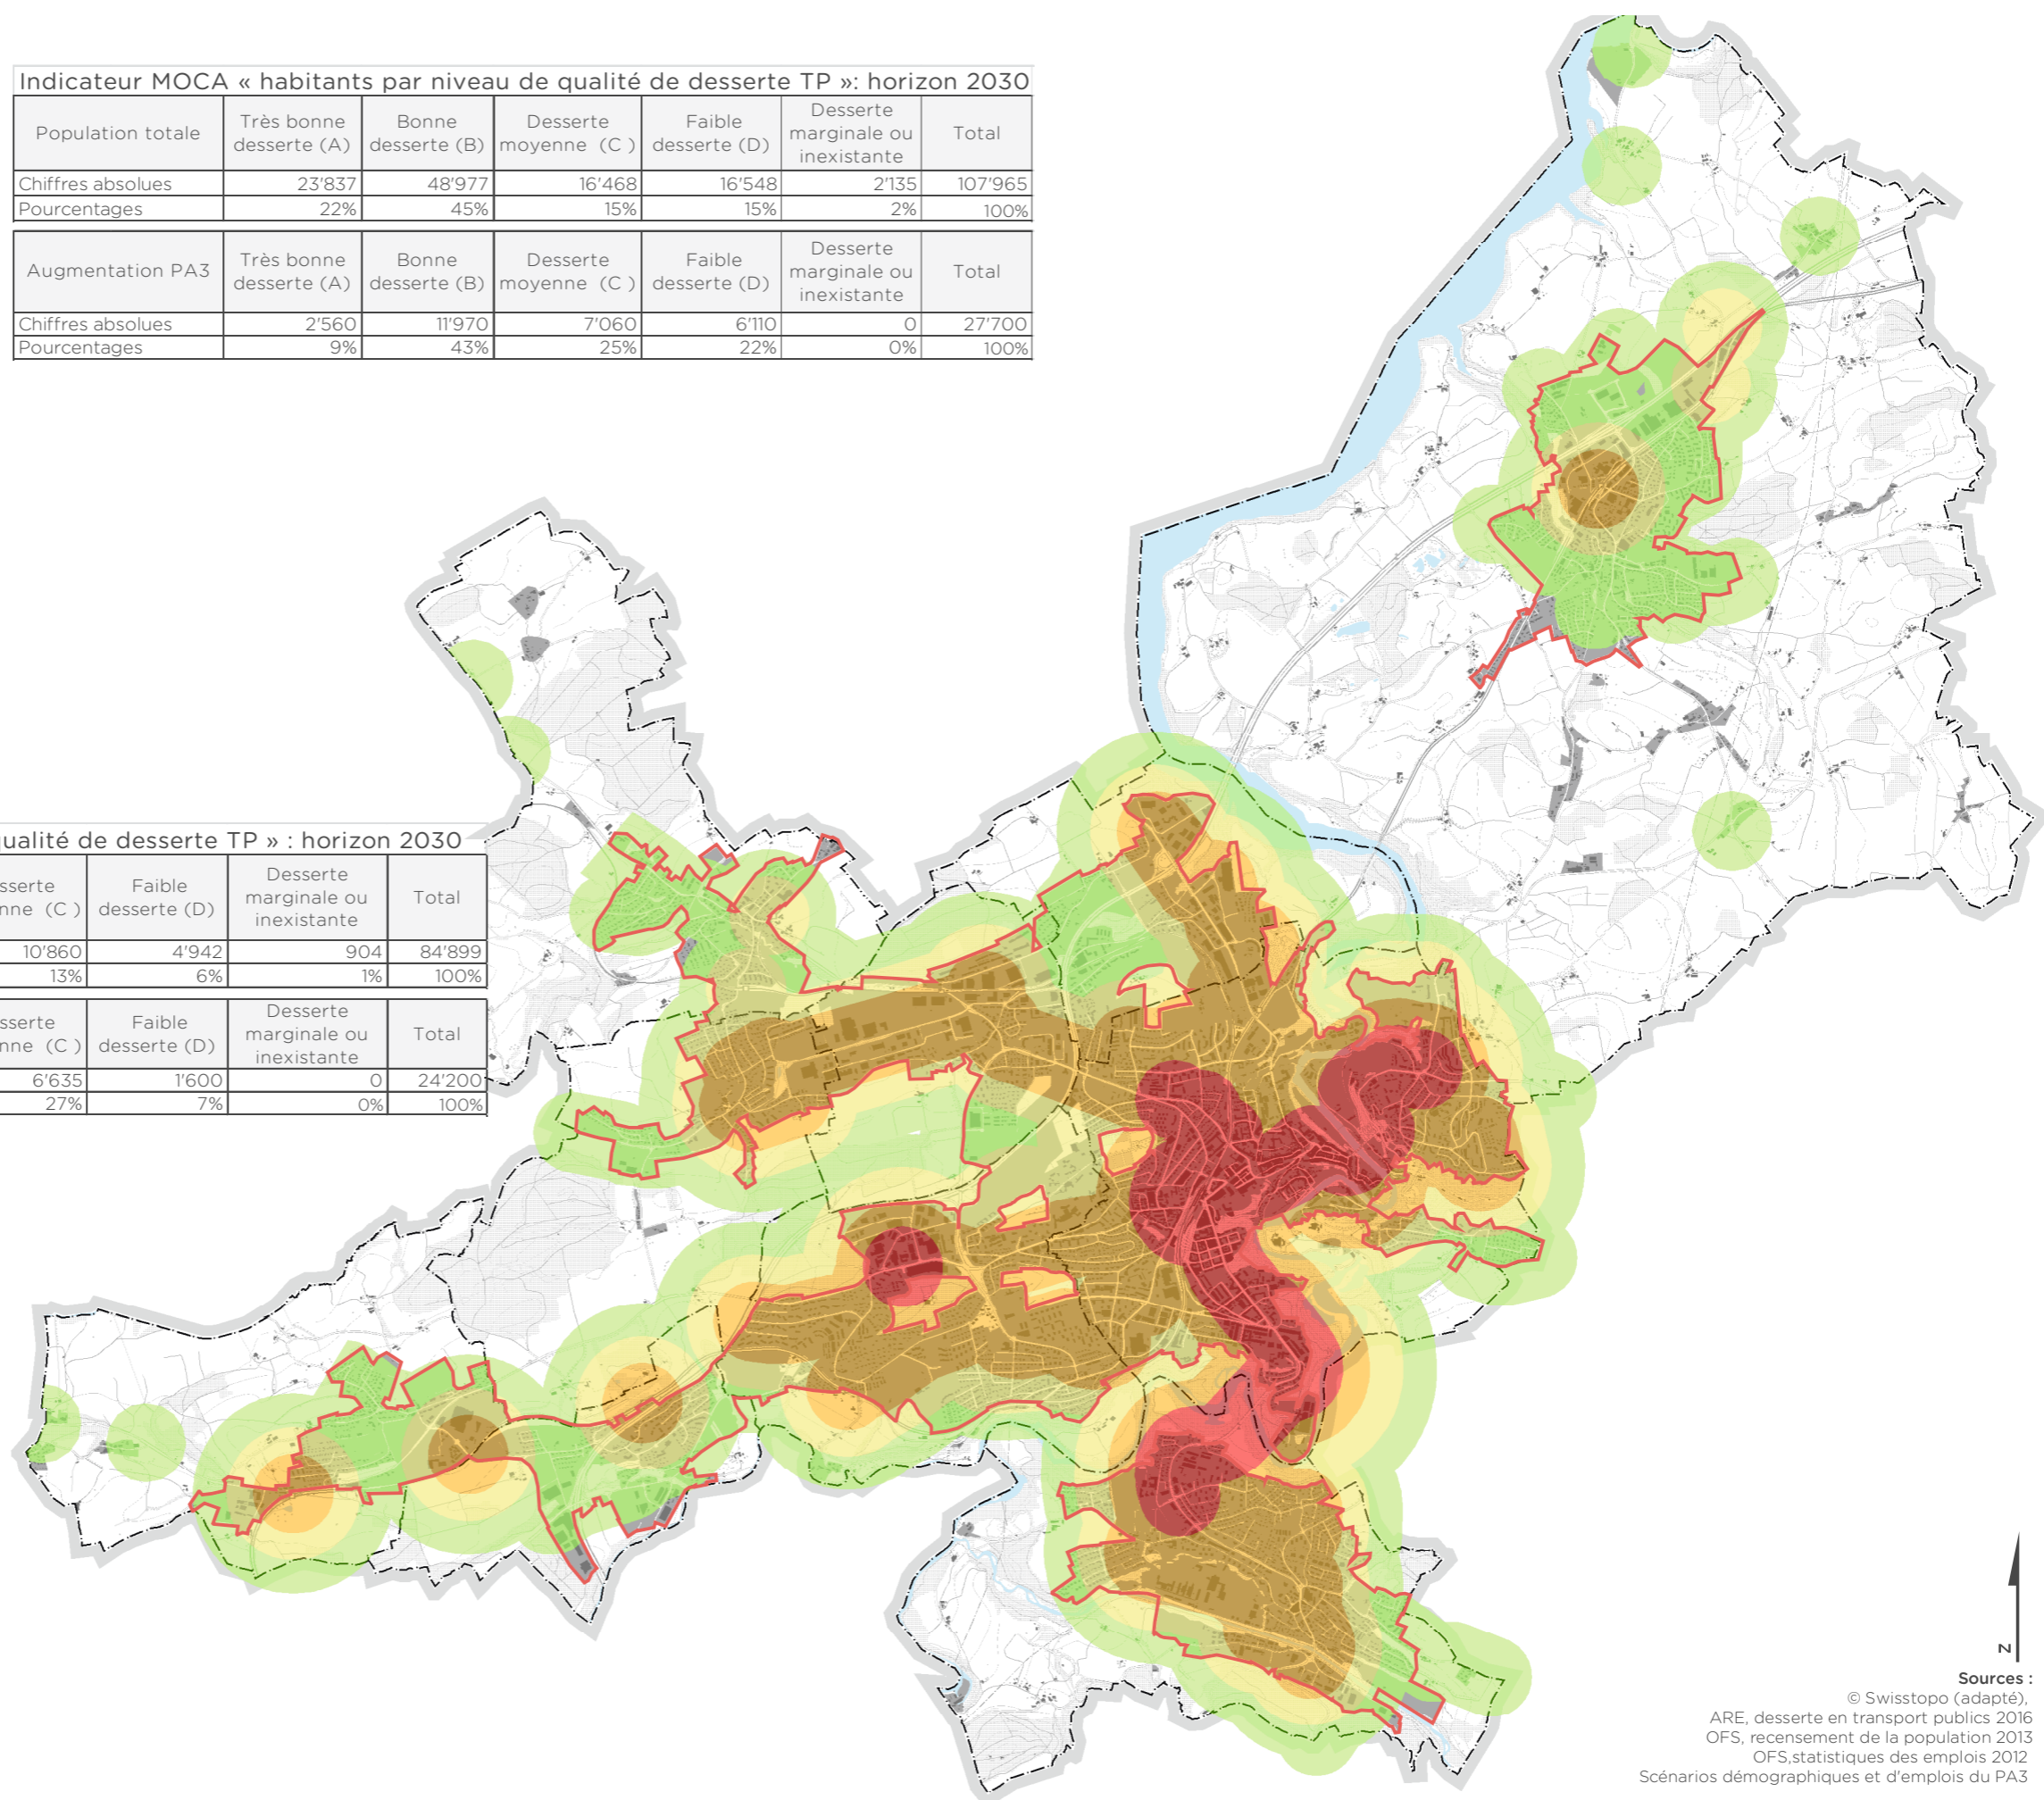 Indicateur MOCA « habitants par niveau de qualité de desserte TP »: horizon 2030
Population totale
Très bonne
desserte (A)
Bonne
desserte (B)
Desserte
moyenne (C )
Faible
desserte (D)
Desserte
marginale ou
inexistante
Total
Chiffres absolues 23'837 48'977 16'468 16'548 2'135 107'965
Pourcentages 22% 45% 15% 15% 2% 100%
Augmentation PA3
Très bonne
desserte (A)
Bonne
desserte (B)
Desserte
moyenne (C )
Faible
desserte (D)
Desserte
marginale ou
inexistante
Total
Chiffres absolues 2'560 11'970 7'060 6'110 0 27'700
Pourcentages 9% 43% 25% 22% 0% 100%
ualité de desserte TP » : horizon 2030
sserte
nne (C )
Faible
desserte (D)
Desserte
marginale ou
inexistante
Total
10'860 4'942 904 84'899
13% 6% 1% 100%
sserte
nne (C )
Faible
desserte (D)
Desserte
marginale ou
inexistante
Total
6'635 1'600 0 24'200
27% 7% 0% 100%
N
Sources :
© Swisstopo (adapté),
ARE, desserte en transport publics 2016
OFS, recensement de la population 2013
OFS,statistiques des emplois 2012
Scénarios démographiques et d'emplois du PA3